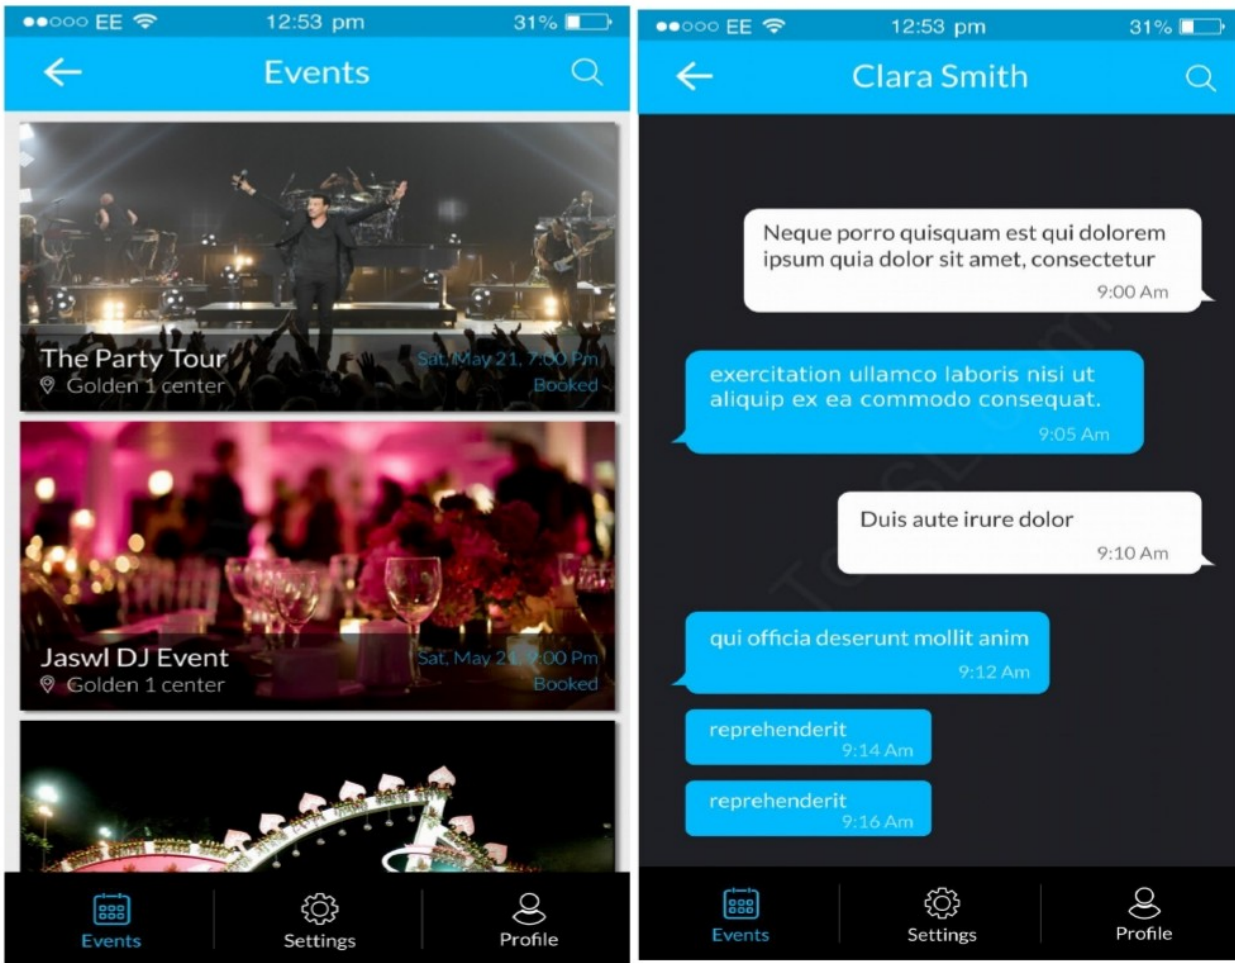 EE 12:53 pm 31%
Events
The Party Tour Sat, May 21, 7:00 Pm
Golden 1 center Booked
Jaswl DJ Event Sat, May 21, 9:00 Pm
Golden 1 center Booked
Events Settings Profile
EE 12:53 pm 31%
Clara Smith
Neque porro quisquam est qui dolorem
ipsum quia dolor sit amet, consectetur
9:00 Am
exercitation ullamco laboris nisi ut
aliquip ex ea commodo consequat.
9:05 Am
Duis aute irure dolor
9:10 Am
qui officia deserunt mollit anim
9:12 Am
reprehenderit
9:14 Am
reprehenderit
9:16 Am
Events Settings Profile